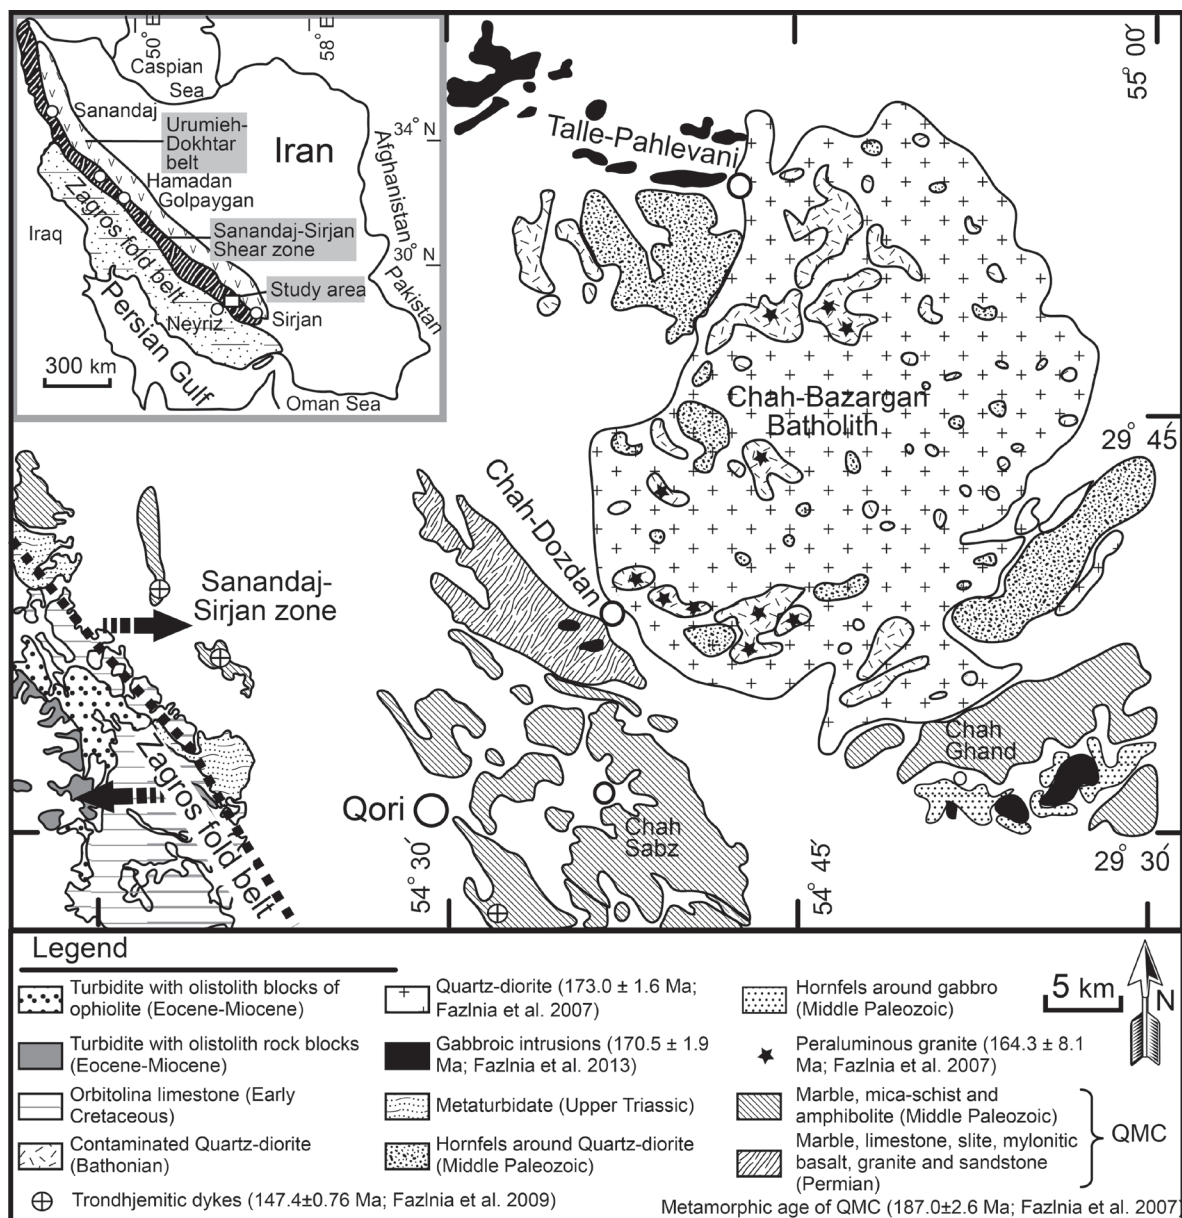 50° E
58° E
Caspian
Sea
Sanandaj
Urumieh-
Dokhtar
belt
Iran
34° N
Afghanistan
Hamadan
Golpaygan
Zagros fold belt
Iraq
Sanandaj-Sirjan
Shear zone
30° N
Study area
Pakistan
Neyriz
Sirjan
Persian Gulf
300 km
Oman Sea
55° 00′
Talle-Pahlevani
Chah-Bazargan
Batholith
29° 45′
Chah-Dozdan
Sanandaj-
Sirjan zone
Zagros fold belt
Chah
Ghand
Qori
Chah
Sabz
54° 30′
54° 45′
29° 30′
Legend
Turbidite with olistolith blocks of
ophiolite (Eocene-Miocene)
Turbidite with olistolith rock blocks
(Eocene-Miocene)
Orbitolina limestone (Early
Cretaceous)
Contaminated Quartz-diorite
(Bathonian)
Trondhjemitic dykes (147.4±0.76 Ma; Fazlnia et al. 2009)
Quartz-diorite (173.0 ± 1.6 Ma;
Fazlnia et al. 2007)
Gabbroic intrusions (170.5 ± 1.9
Ma; Fazlnia et al. 2013)
Metaturbidate (Upper Triassic)
Hornfels around Quartz-diorite
(Middle Paleozoic)
Hornfels around gabbro
(Middle Paleozoic)
Peraluminous granite (164.3 ± 8.1
Ma; Fazlnia et al. 2007)
Marble, mica-schist and
amphibolite (Middle Paleozoic)
Marble, limestone, slite, mylonitic
basalt, granite and sandstone
(Permian)
QMC
5 km
N
Metamorphic age of QMC (187.0±2.6 Ma; Fazlnia et al. 2007)